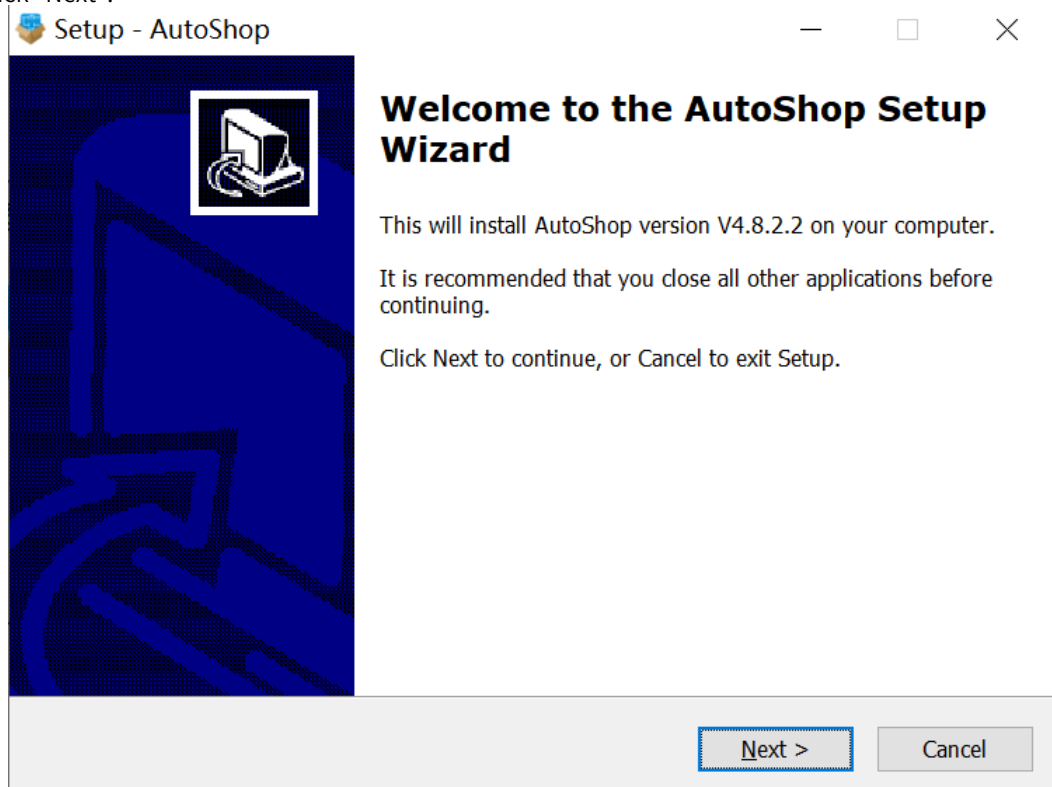 Setup - AutoShop
Welcome to the AutoShop Setup
Wizard
This will install AutoShop version V4.8.2.2 on your computer.
It is recommended that you close all other applications before
continuing.
Click Next to continue, or Cancel to exit Setup.
Next >
Cancel